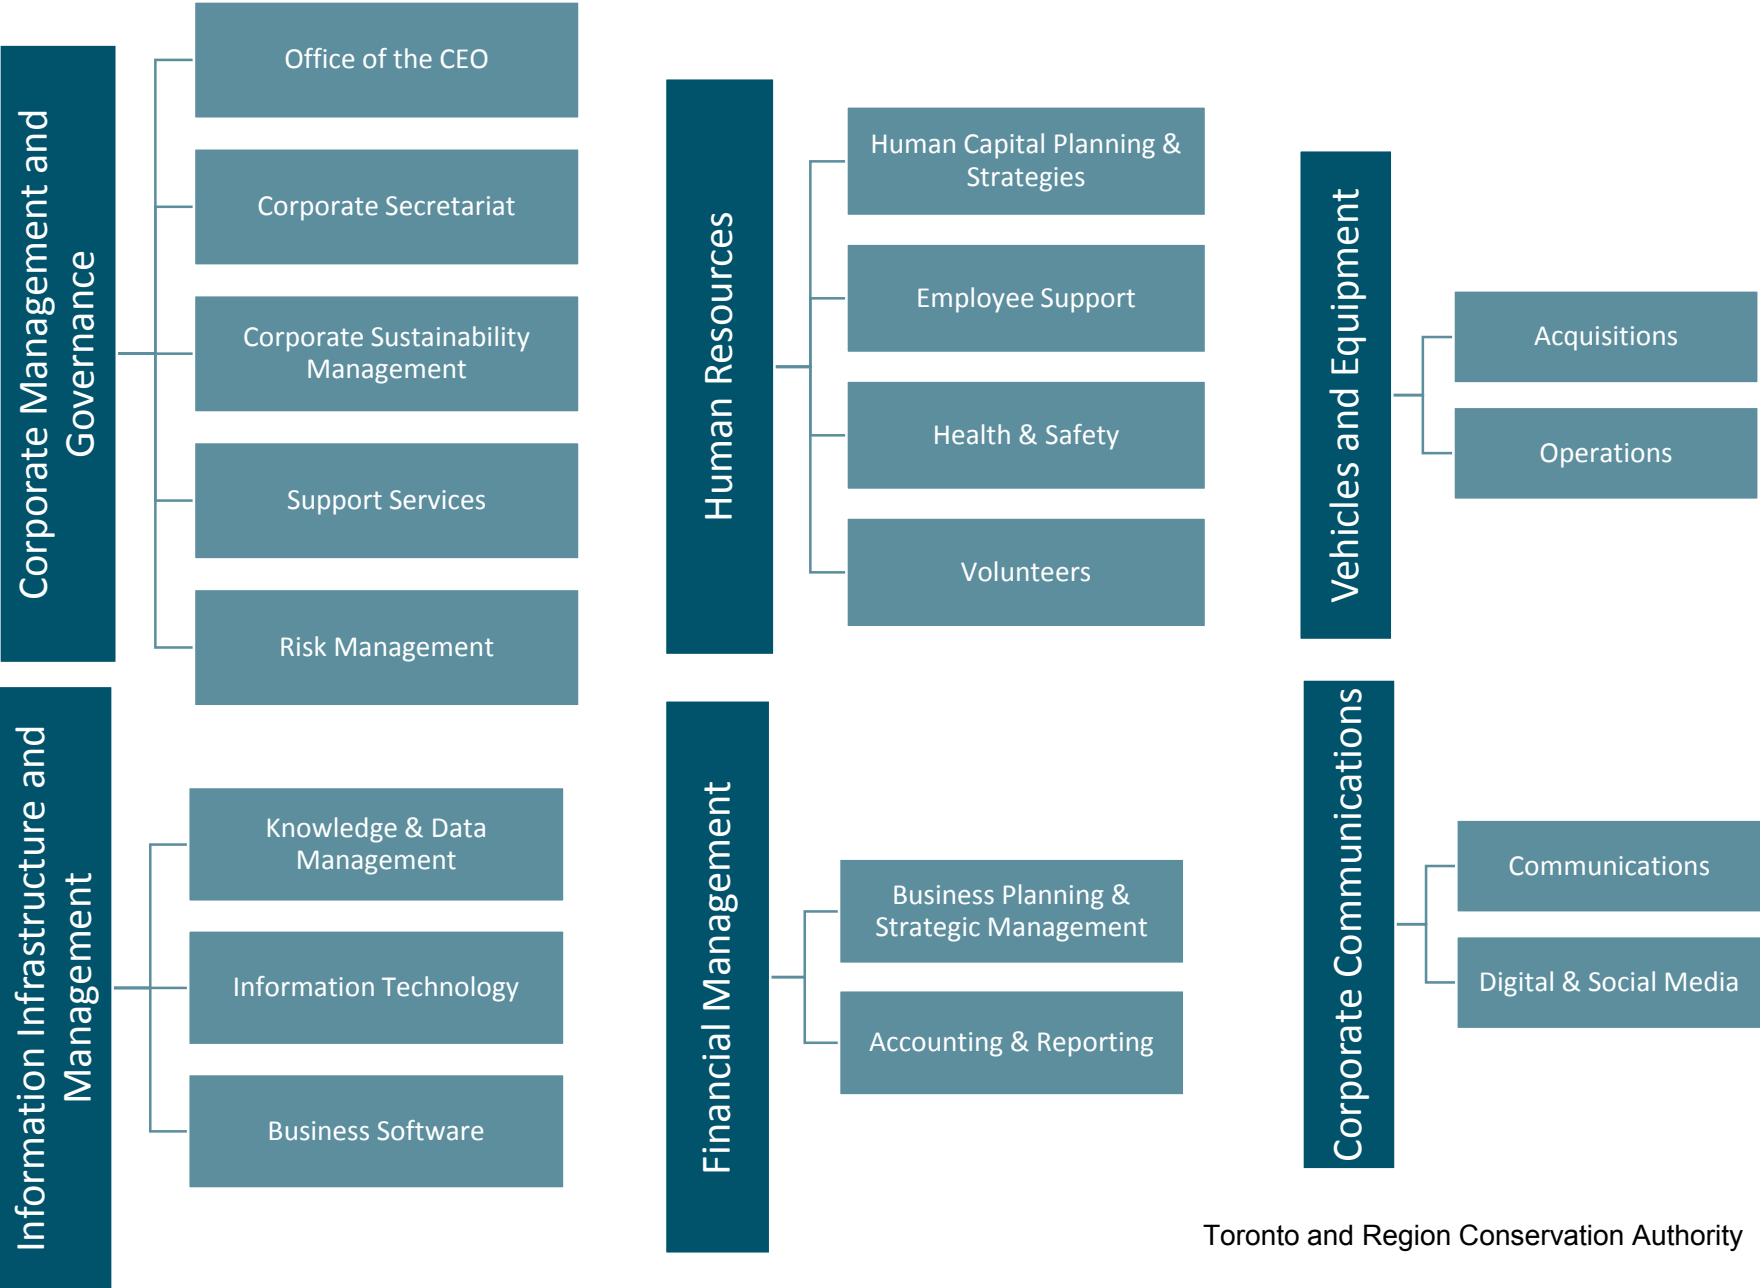 Corporate Management and
Governance
Office of the CEO
Corporate Secretariat
Corporate Sustainability
Management
Support Services
Risk Management
Human Resources
Human Capital Planning &
Strategies
Employee Support
Health & Safety
Volunteers
Vehicles and Equipment
Acquisitions
Operations
Information Infrastructure and
Management
Knowledge & Data
Management
Information Technology
Business Software
Financial Management
Business Planning &
Strategic Management
Accounting & Reporting
Corporate Communications
Communications
Digital & Social Media
Toronto and Region Conservation Authority